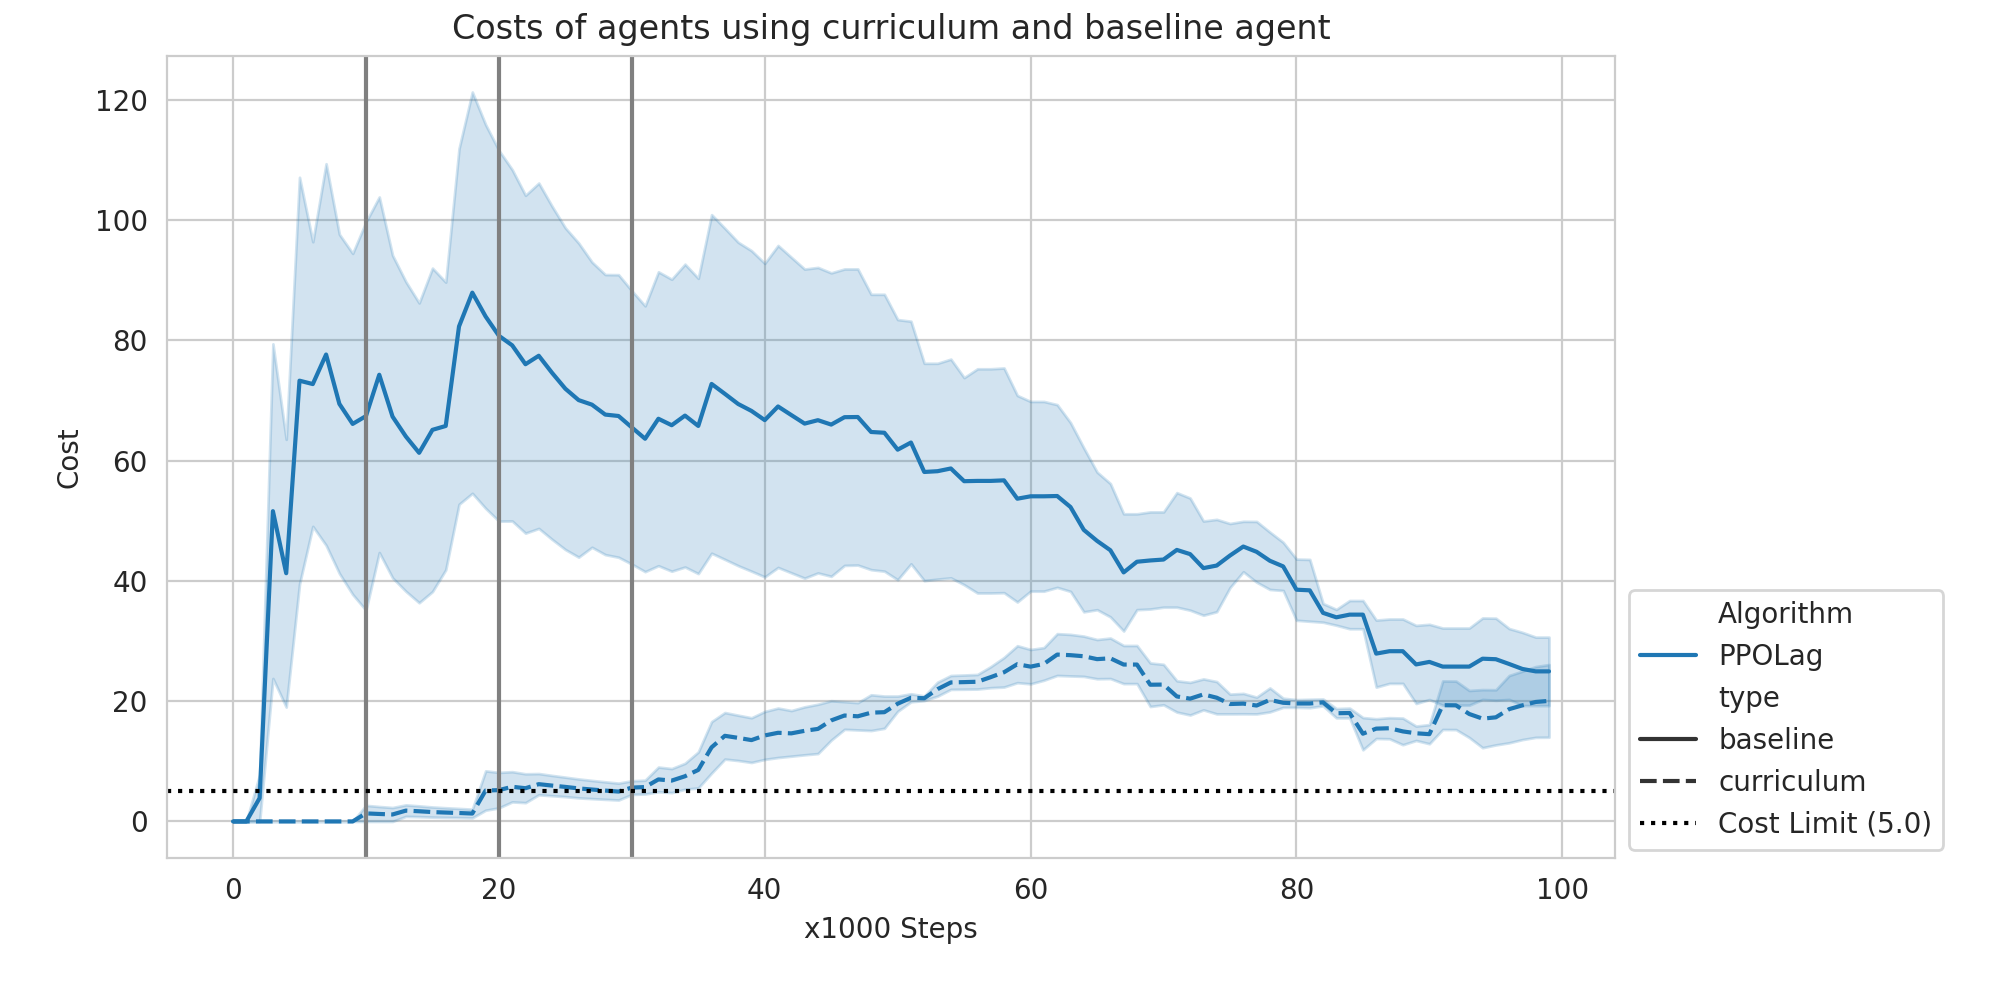 Costs of agents using curriculum and baseline agent
120
100
80
60
40
20
0
Cost
0 20 40 60 80 100
x1000 Steps
Algorithm
PPOLag
type
baseline
curriculum
Cost Limit (5.0)